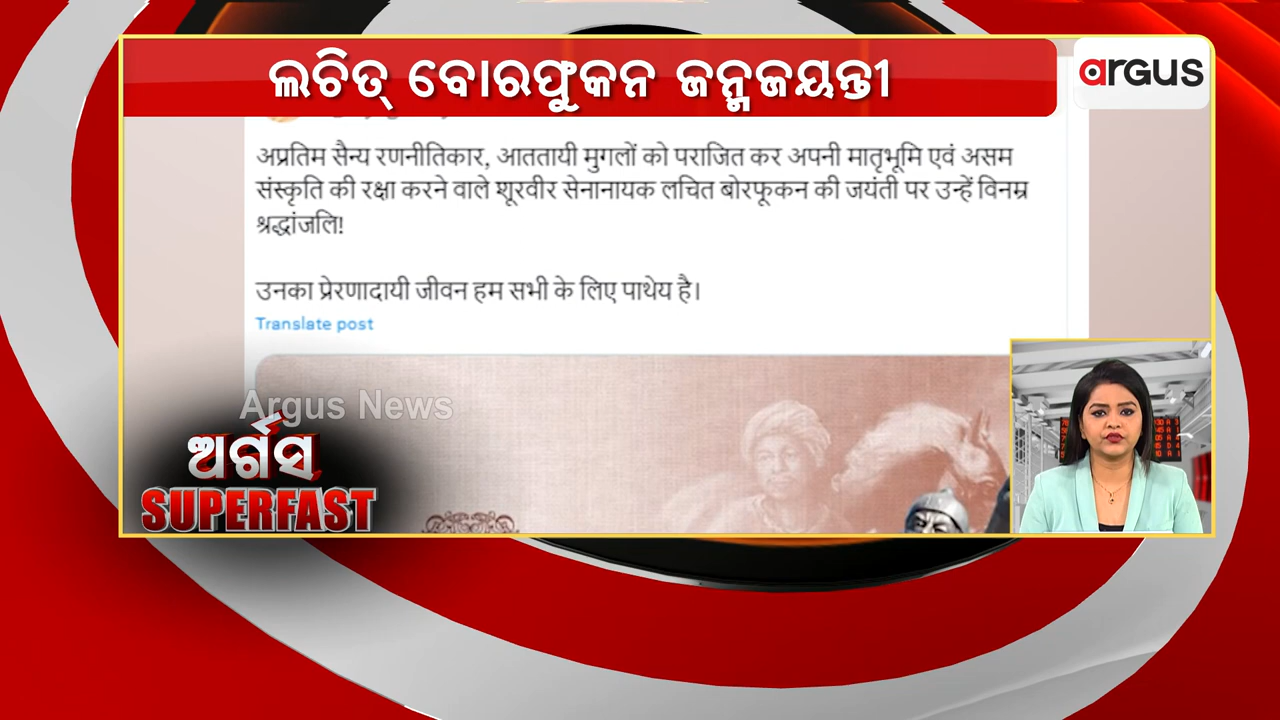 ଲଚିତ୍ ବୋରଫୁକନ ଜନ୍ମଜୟନ୍ତୀ
argus
अप्रतिम सैन्य रणनीतिकार, आततायी मुगलों को पराजित कर अपनी मातृभूमि एवं असम
संस्कृति की रक्षा करने वाले शूरवीर सेनानायक लचित बोरफूकन की जयंती पर उन्हें विनम्र
श्रद्धांजलि!
उनका प्रेरणादायी जीवन हम सभी के लिए पाथेय है।
Translate post
Argus News
ଅର୍ଗସ
SUPERFAST